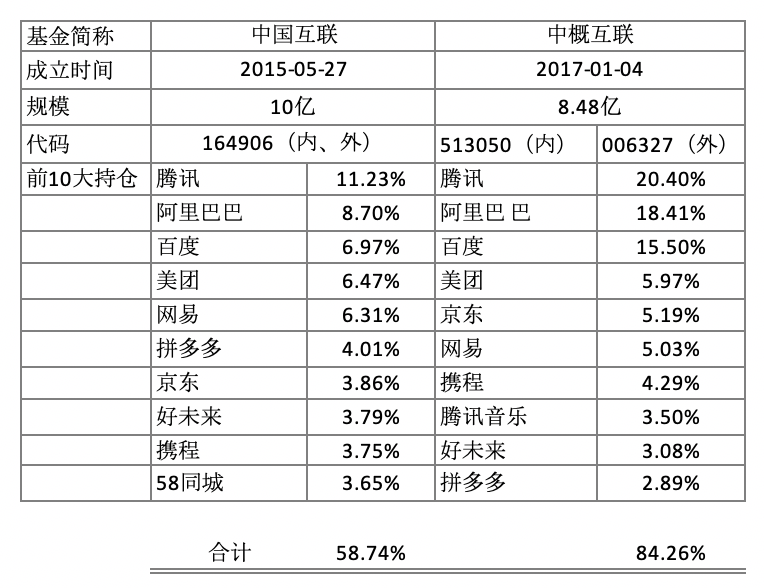 基金简称 中国互联 中概互联
成立时间 2015-05-27 2017-01-04
规模 10亿 8.48亿
代码 164906（内、外） 513050（内） 006327（外）
前10大持仓 腾讯 11.23% 腾讯 20.40%
阿里巴巴 8.70% 阿里巴 巴 18.41%
百度 6.97% 百度 15.50%
美团 6.47% 美团 5.97%
网易 6.31% 京东 5.19%
拼多多 4.01% 网易 5.03%
京东 3.86% 携程 4.29%
好未来 3.79% 腾讯音乐 3.50%
携程 3.75% 好未来 3.08%
58同城 3.65% 拼多多 2.89%
合计 58.74% 84.26%